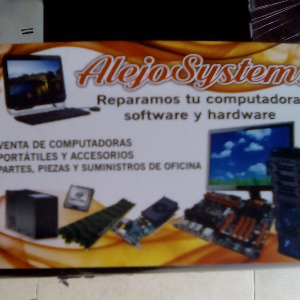 AlejoSystem
Reparamos tu computadora
software y hardware
VENTA DE COMPUTADORAS
PORTÁTILES Y ACCESORIOS
PARTES, PIEZAS Y SUMINISTROS DE OFICINA